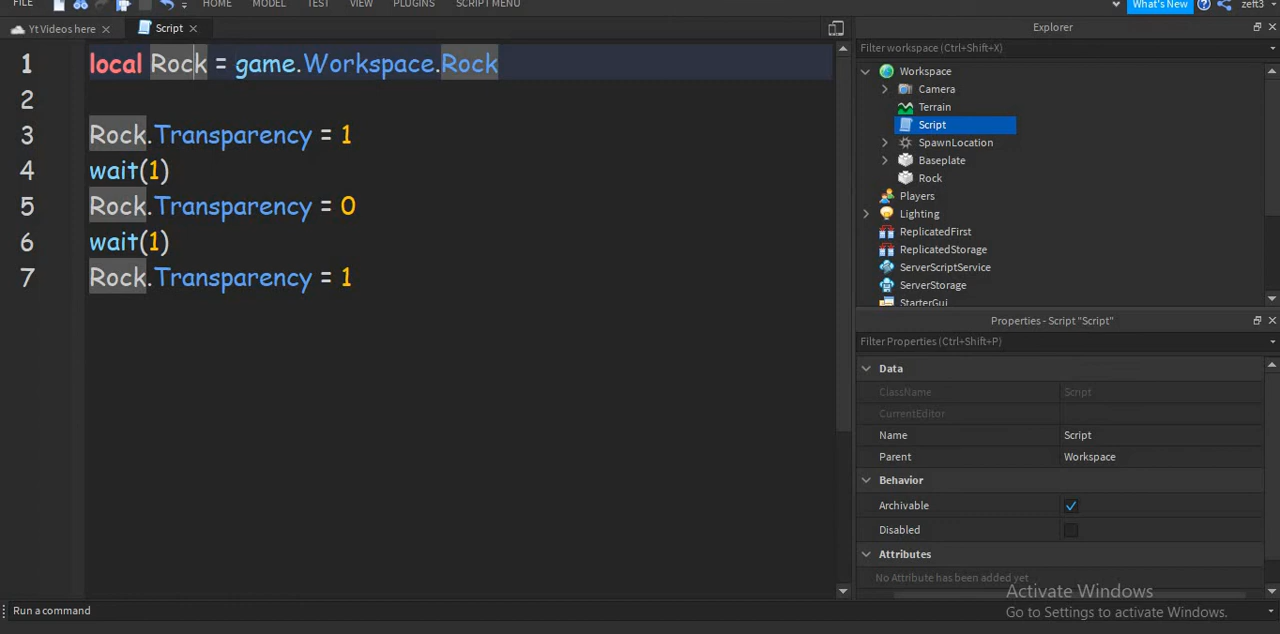 FILE HOME MODEL TEST VIEW PLUGINS SCRIPT MENU What's New zeft3
Yt Videos here Script
1 local Rock = game.Workspace.Rock
2
3 Rock.Transparency = 1
4 wait(1)
5 Rock.Transparency = 0
6 wait(1)
7 Rock.Transparency = 1
Explorer
Filter workspace (Ctrl+Shift+X)
Workspace
Camera
Terrain
Script
SpawnLocation
Baseplate
Rock
Players
Lighting
ReplicatedFirst
ReplicatedStorage
ServerScriptService
ServerStorage
StarterGui
Properties - Script "Script"
Filter Properties (Ctrl+Shift+P)
Data
ClassName Script
CurrentEditor
Name Script
Parent Workspace
Behavior
Archivable
Disabled
Attributes
No Attribute has been added yet
Activate Windows
Go to Settings to activate Windows.
Run a command